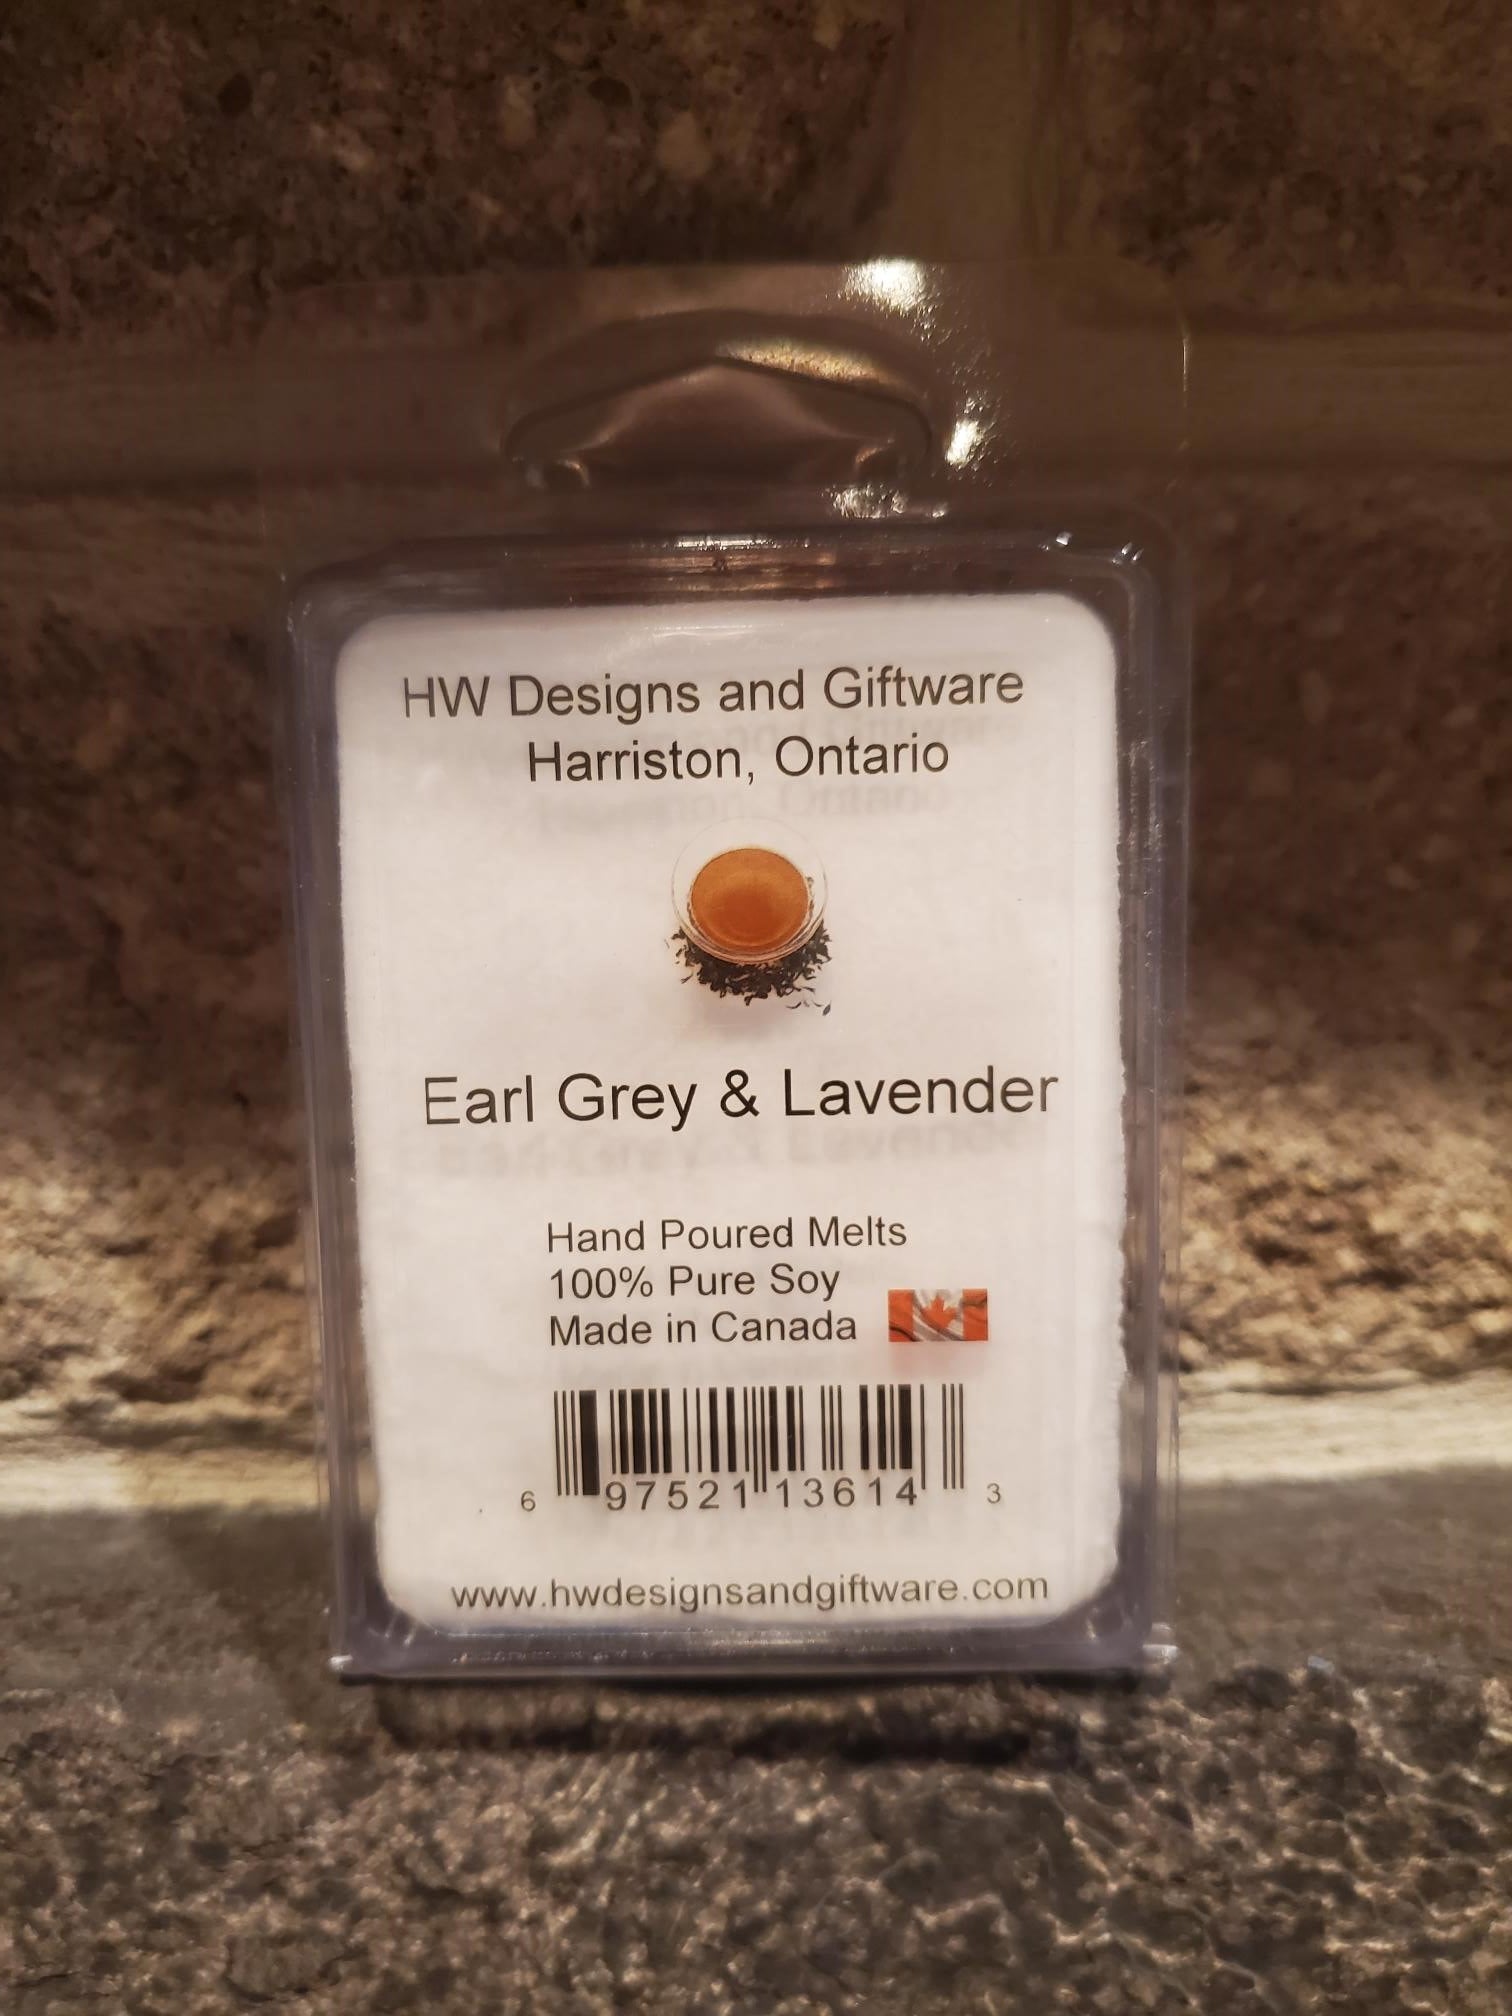 HW Designs and Giftware
Harriston, Ontario
Earl Grey & Lavender
Hand Poured Melts
100% Pure Soy
Made in Canada
6 97521 13614 3
www.hwdesignsandgiftware.com